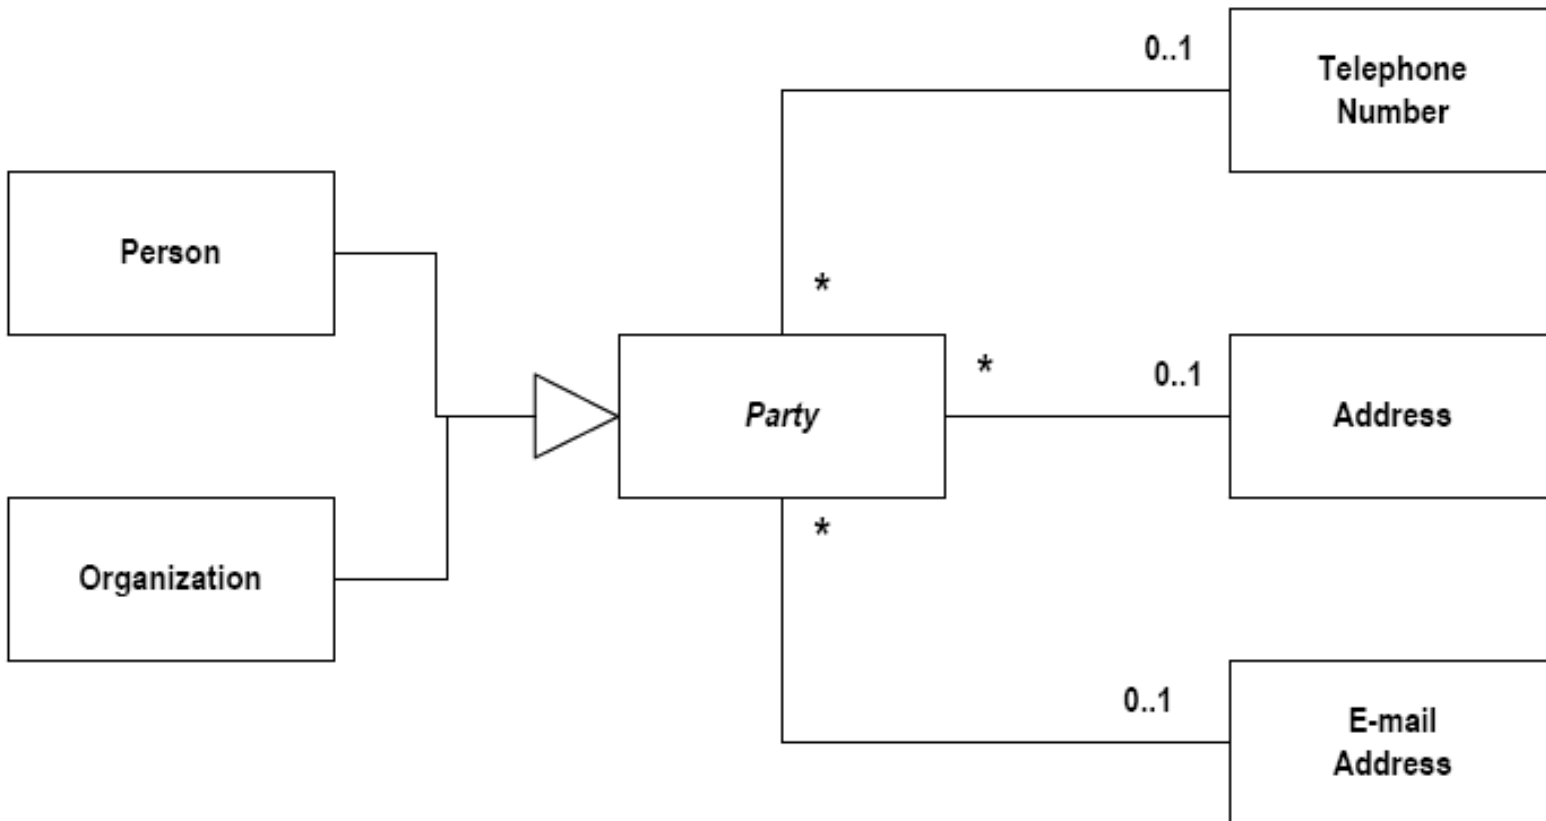 0..1
Telephone
Number
Person
*
*
0..1
Party
Address
*
Organization
0..1
E-mail
Address